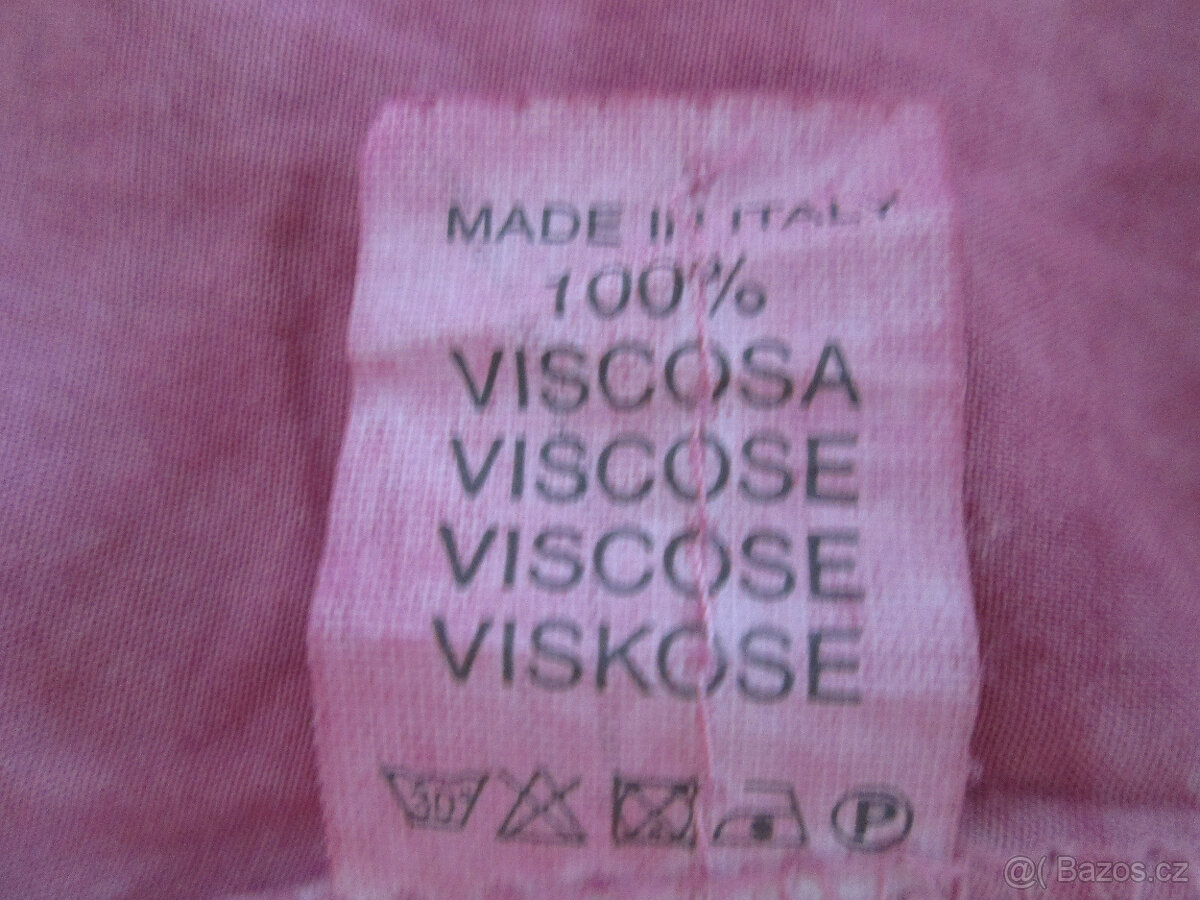 MADE IN ITALY
100%
VISCOSA
VISCOSE
VISCOSE
VISKOSE
30° P
@( Bazos.cz